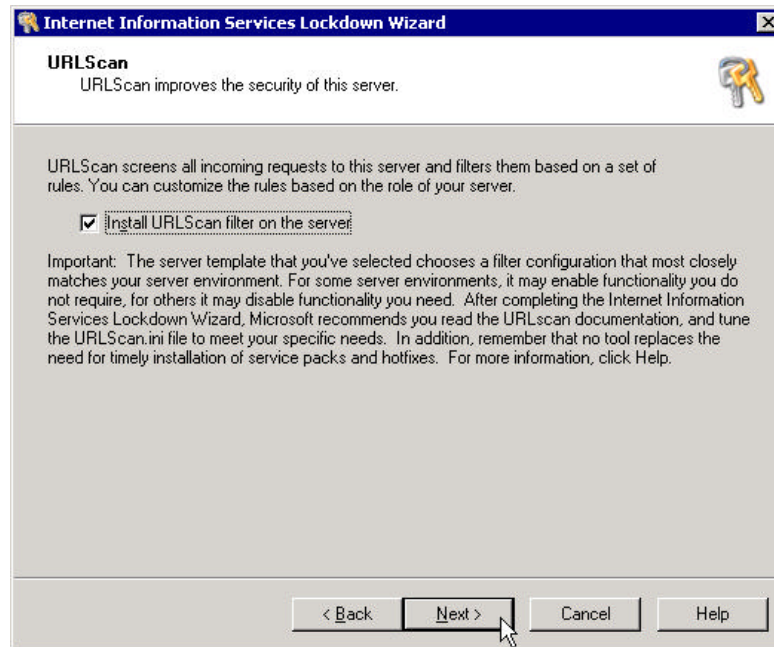 Internet Information Services Lockdown Wizard
URLScan
URLScan improves the security of this server.
URLScan screens all incoming requests to this server and filters them based on a set of
rules. You can customize the rules based on the role of your server.
Install URLScan filter on the server
Important:  The server template that you've selected chooses a filter configuration that most closely
matches your server environment. For some server environments, it may enable functionality you do
not require, for others it may disable functionality you need.  After completing the Internet Information
Services Lockdown Wizard, Microsoft recommends you read the URLscan documentation, and tune
the URLScan.ini file to meet your specific needs.  In addition, remember that no tool replaces the
need for timely installation of service packs and hotfixes.  For more information, click Help.
< Back Next > Cancel Help